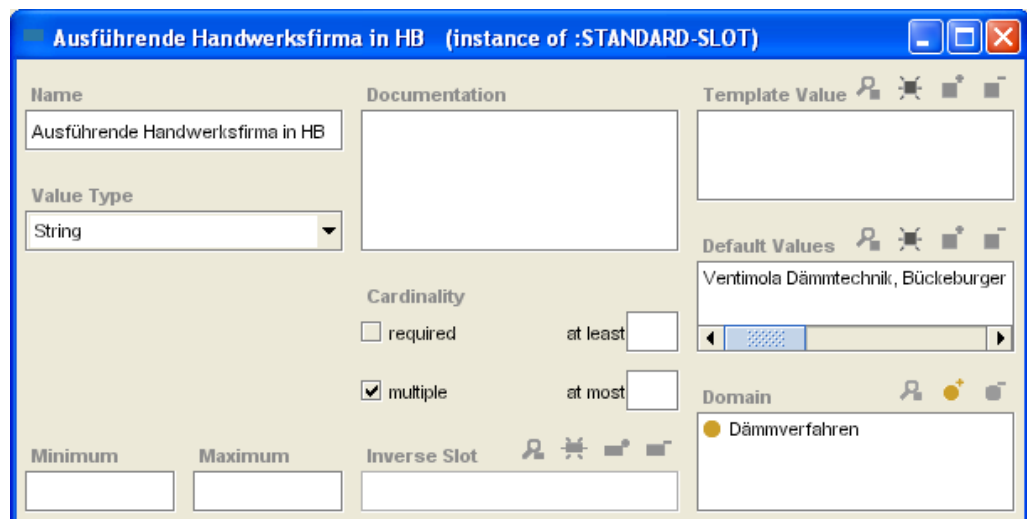 Ausführende Handwerksfirma in HB (instance of :STANDARD-SLOT)
Name
Ausführende Handwerksfirma in HB
Value Type
String
Documentation
Cardinality
required
at least
multiple
at most
Minimum
Maximum
Inverse Slot
Template Value
Default Values
Ventimola Dämmtechnik, Bückeburger
Domain
Dämmverfahren